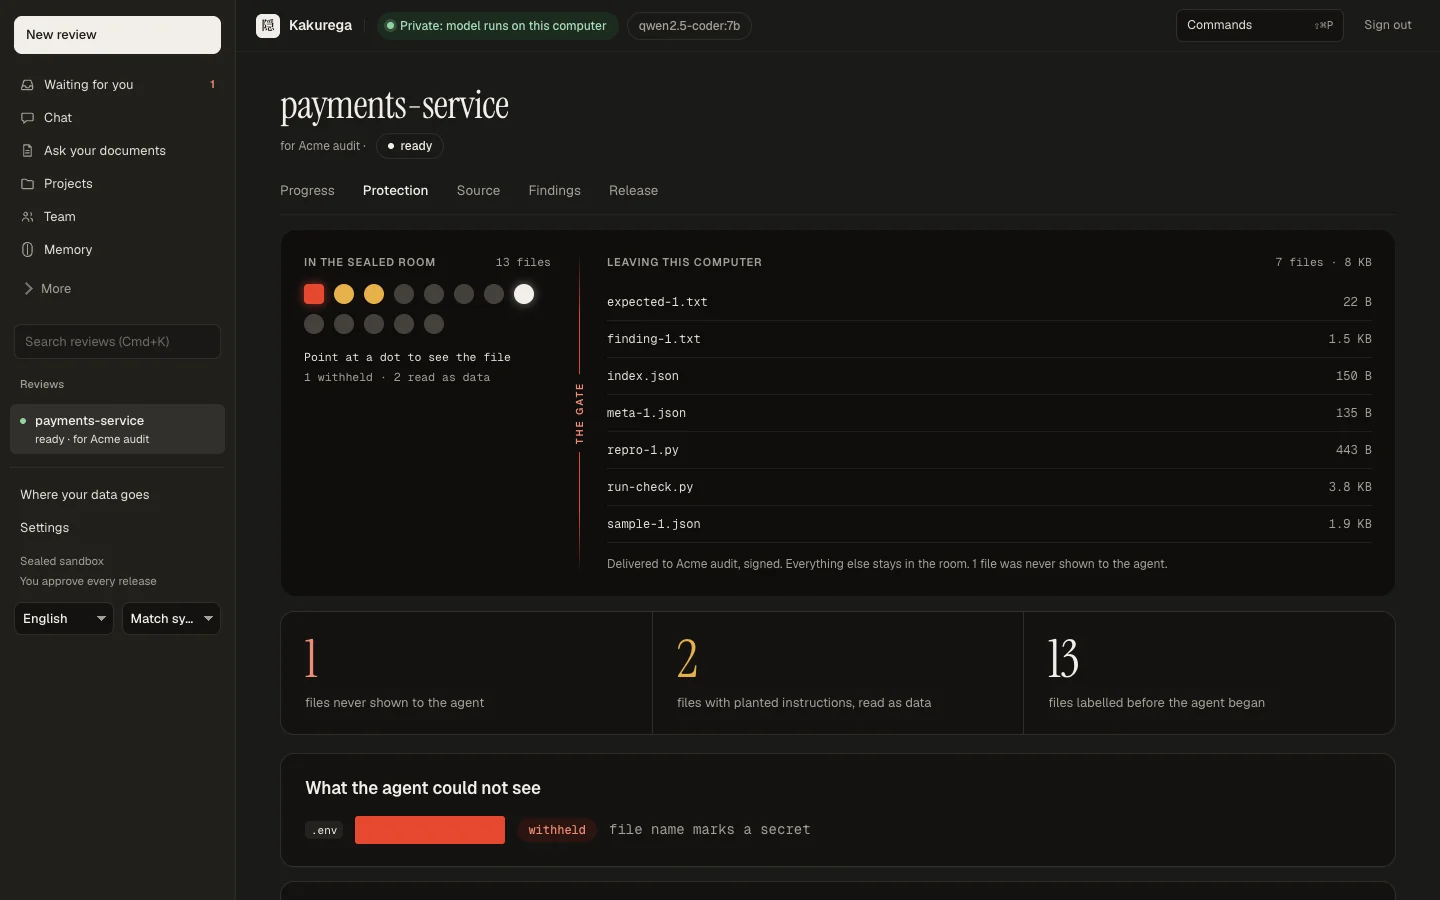 New review
Waiting for you 1
Chat
Ask your documents
Projects
Team
Memory
More
Search reviews (Cmd+K)
Reviews
payments-service
ready · for Acme audit
Where your data goes
Settings
Sealed sandbox
You approve every release
English
Match sy...
Kakurega
Private: model runs on this computer
qwen2.5-coder:7b
Commands ⇧⌘P
Sign out
payments-service
for Acme audit · ready
Progress Protection Source Findings Release
IN THE SEALED ROOM 13 files
Point at a dot to see the file
1 withheld · 2 read as data
THE GATE
LEAVING THIS COMPUTER 7 files · 8 KB
expected-1.txt 22 B
finding-1.txt 1.5 KB
index.json 150 B
meta-1.json 135 B
repro-1.py 443 B
run-check.py 3.8 KB
sample-1.json 1.9 KB
Delivered to Acme audit, signed. Everything else stays in the room. 1 file was never shown to the agent.
1
files never shown to the agent
2
files with planted instructions, read as data
13
files labelled before the agent began
What the agent could not see
.env withheld file name marks a secret